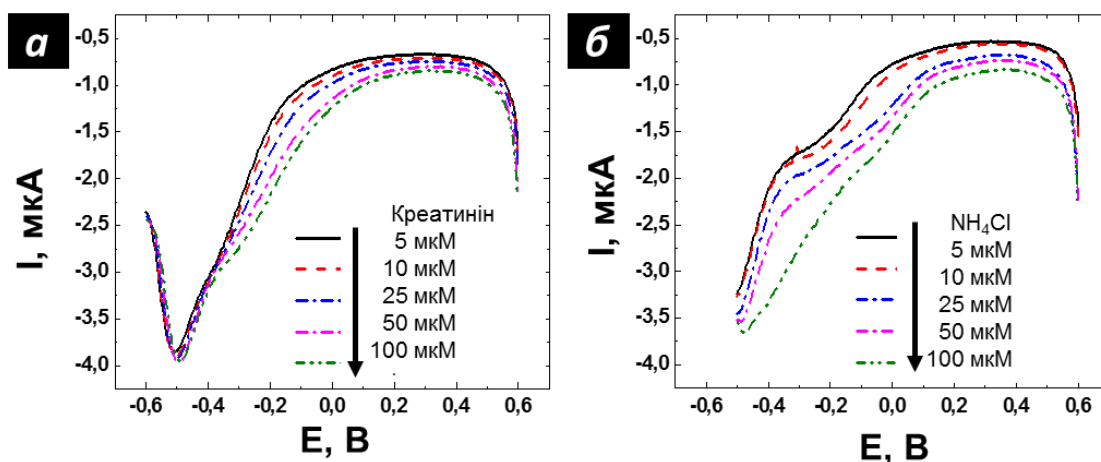 а
-0,5
-1,0
-1,5
-2,0
-2,5
-3,0
-3,5
-4,0
I, мкА
Креатинін
5 мкМ
10 мкМ
25 мкМ
50 мкМ
100 мкМ
-0,6 -0,4 -0,2 0,0 0,2 0,4 0,6
E, В
б
-0,5
-1,0
-1,5
-2,0
-2,5
-3,0
-3,5
-4,0
I, мкА
NH₄Cl
5 мкМ
10 мкМ
25 мкМ
50 мкМ
100 мкМ
-0,6 -0,4 -0,2 0,0 0,2 0,4 0,6
E, В